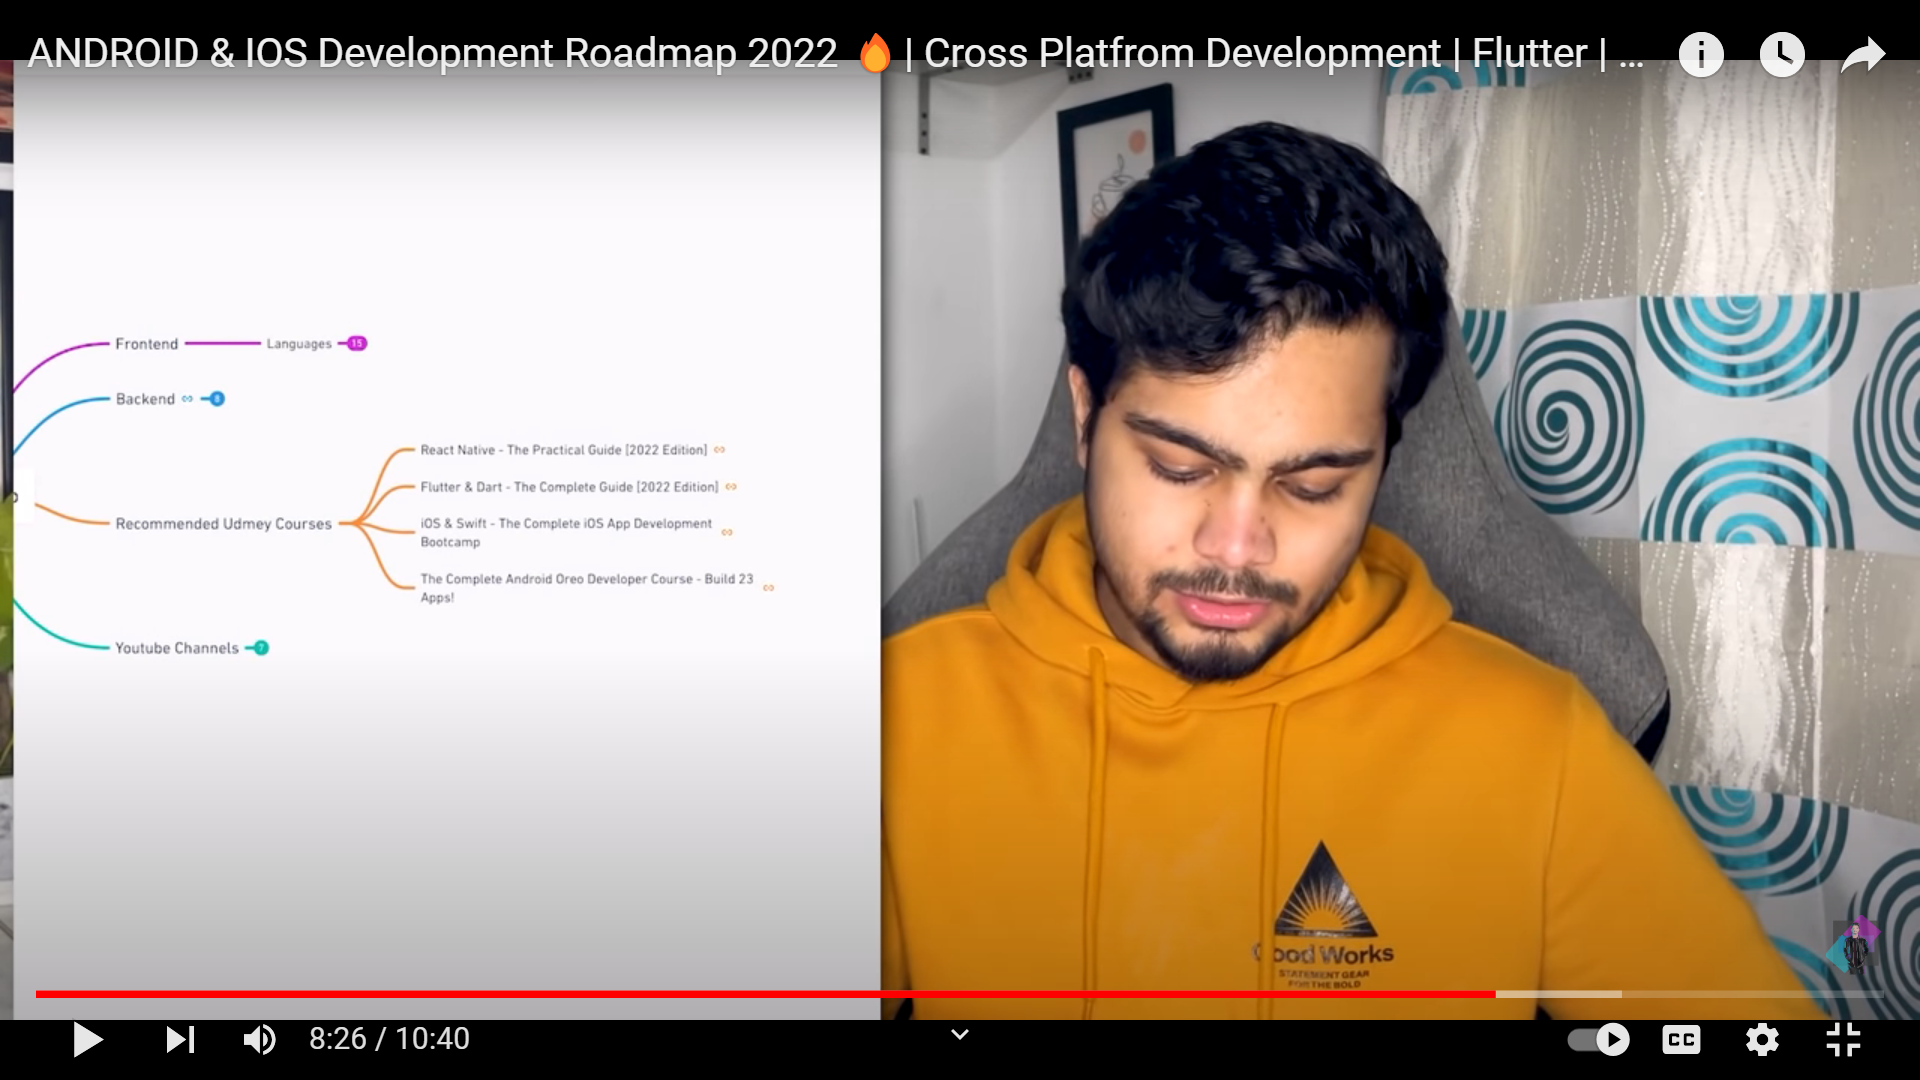 ANDROID & IOS Development Roadmap 2022 🔥 | Cross Platfrom Development | Flutter | ...
Frontend
Languages
15
Backend
8
React Native - The Practical Guide [2022 Edition]
Flutter & Dart - The Complete Guide [2022 Edition]
Recommended Udmey Courses
iOS & Swift - The Complete iOS App Development
Bootcamp
The Complete Android Oreo Developer Course - Build 23
Apps!
Youtube Channels
7
Good Works
STATEMENT GEAR
FOR THE BOLD
8:26 / 10:40
CC